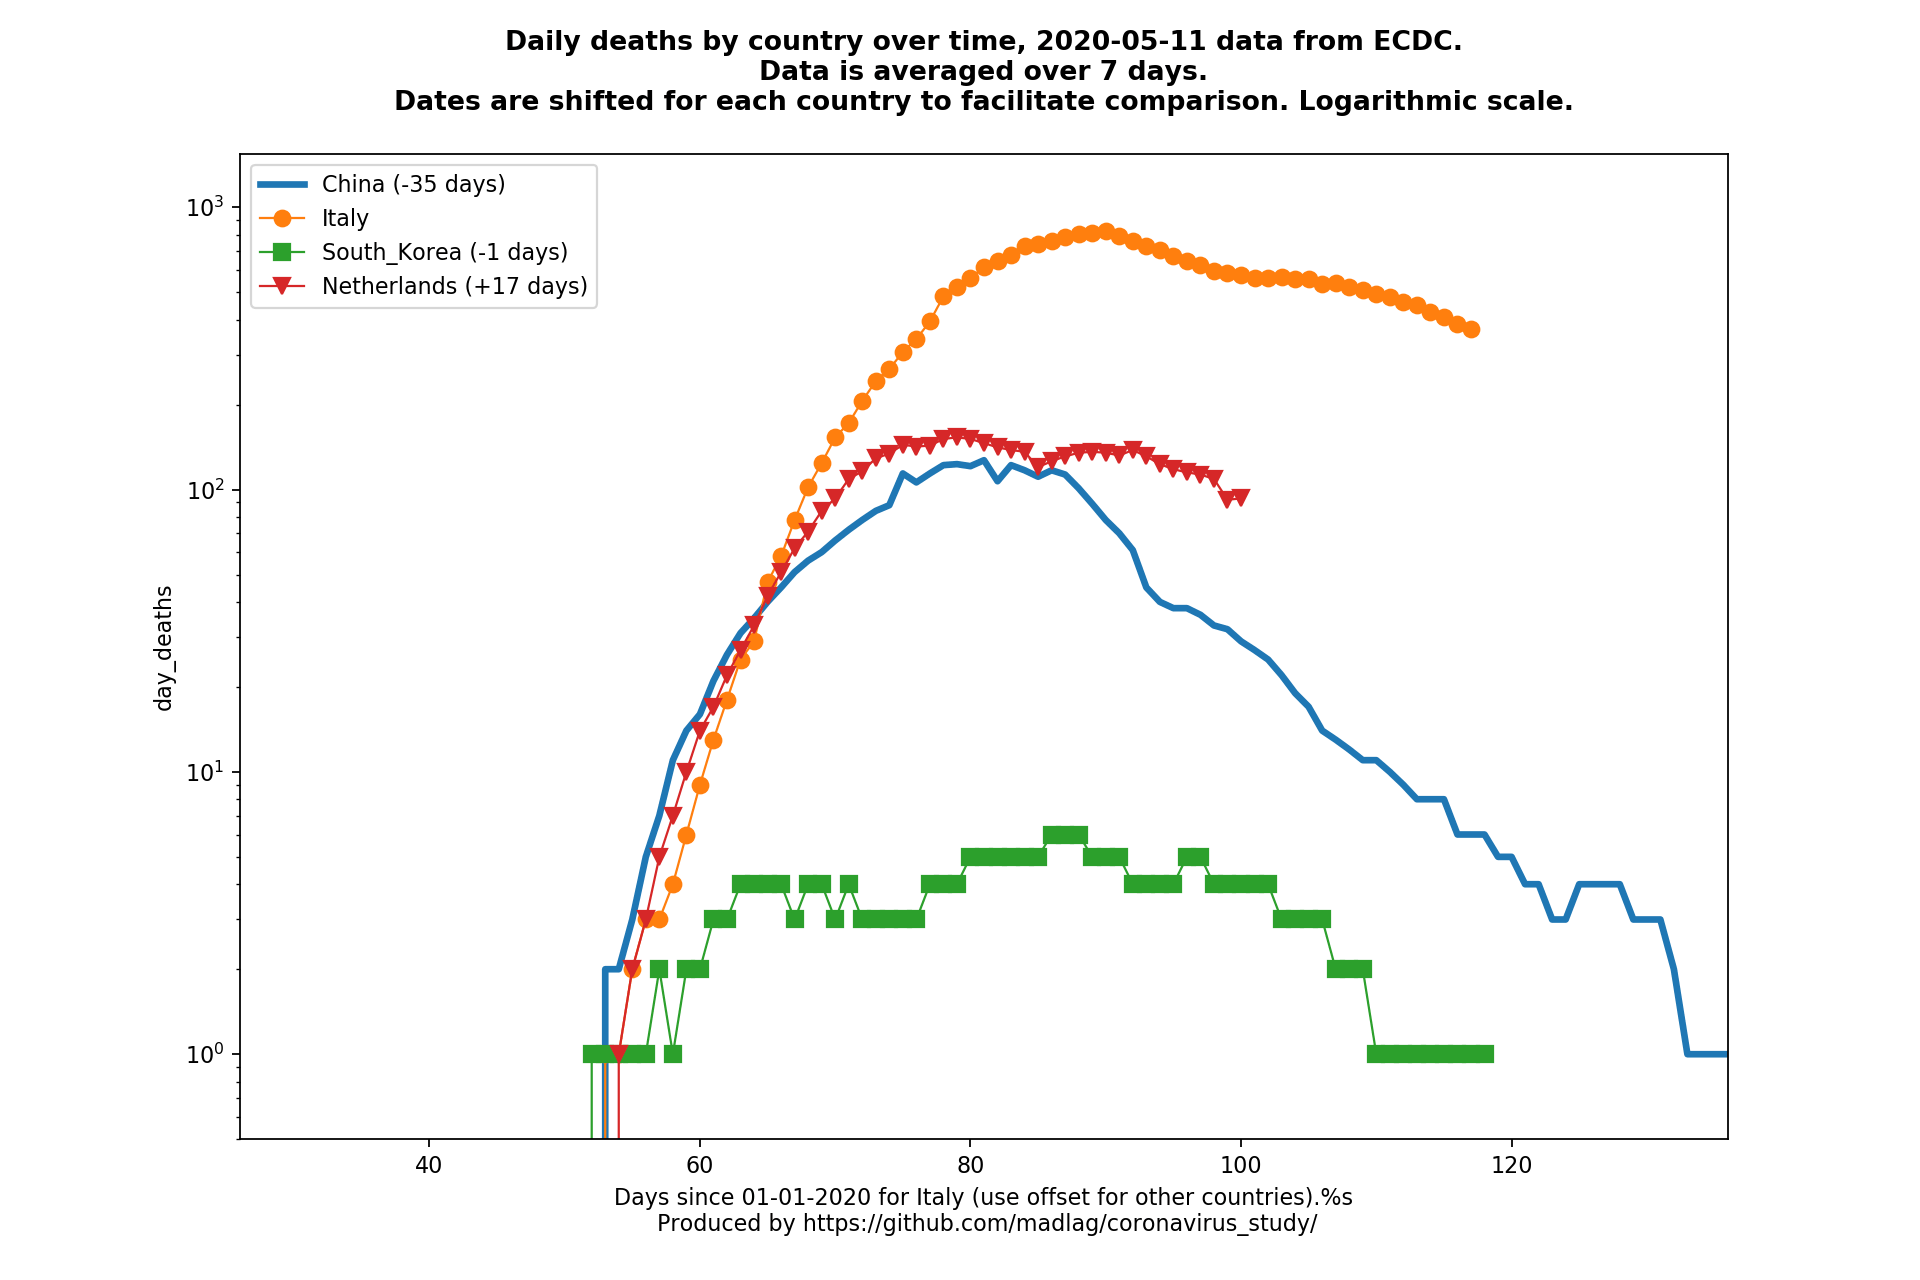 Daily deaths by country over time, 2020-05-11 data from ECDC.
Data is averaged over 7 days.
Dates are shifted for each country to facilitate comparison. Logarithmic scale.
China (-35 days)
Italy
South_Korea (-1 days)
Netherlands (+17 days)
10³
10²
10¹
10⁰
day_deaths
40 60 80 100 120
Days since 01-01-2020 for Italy (use offset for other countries).%s
Produced by https://github.com/madlag/coronavirus_study/